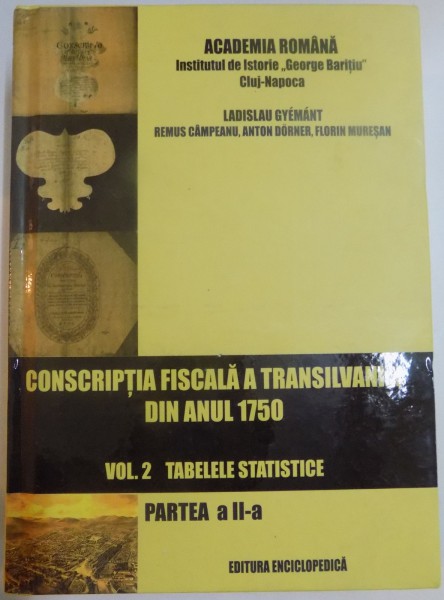 ACADEMIA ROMÂNĂ
Institutul de Istorie „George Barițiu"
Cluj-Napoca
LADISLAU GYÉMÁNT
REMUS CÂMPEANU, ANTON DÖRNER, FLORIN MUREȘAN
CONSCRIPȚIA FISCALĂ A TRANSILVANIEI
DIN ANUL 1750
VOL. 2 TABELELE STATISTICE
PARTEA a II-a
EDITURA ENCICLOPEDICĂ